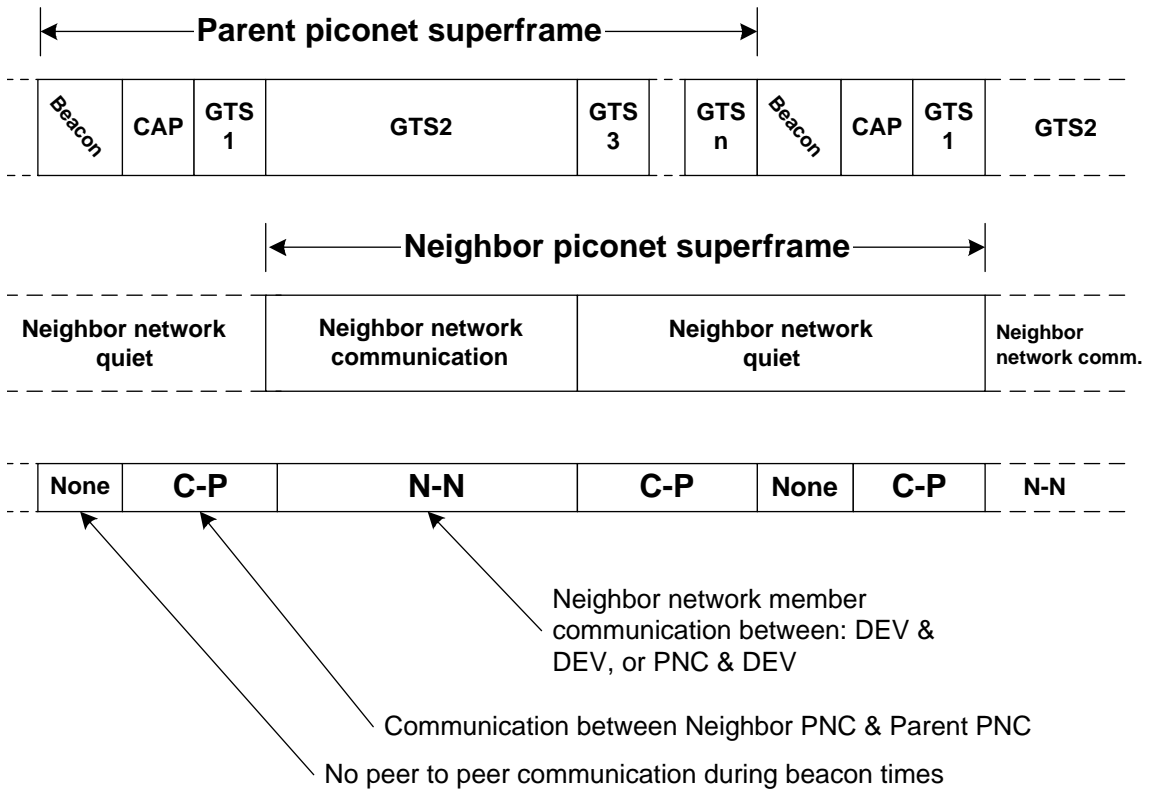 Parent piconet superframe
Beacon
CAP
GTS
1
GTS2
GTS
3
GTS
n
Beacon
CAP
GTS
1
GTS2
Neighbor piconet superframe
Neighbor network
quiet
Neighbor network
communication
Neighbor network
quiet
Neighbor
network comm.
None
C-P
N-N
C-P
None
C-P
N-N
Neighbor network member
communication between: DEV &
DEV, or PNC & DEV
Communication between Neighbor PNC & Parent PNC
No peer to peer communication during beacon times